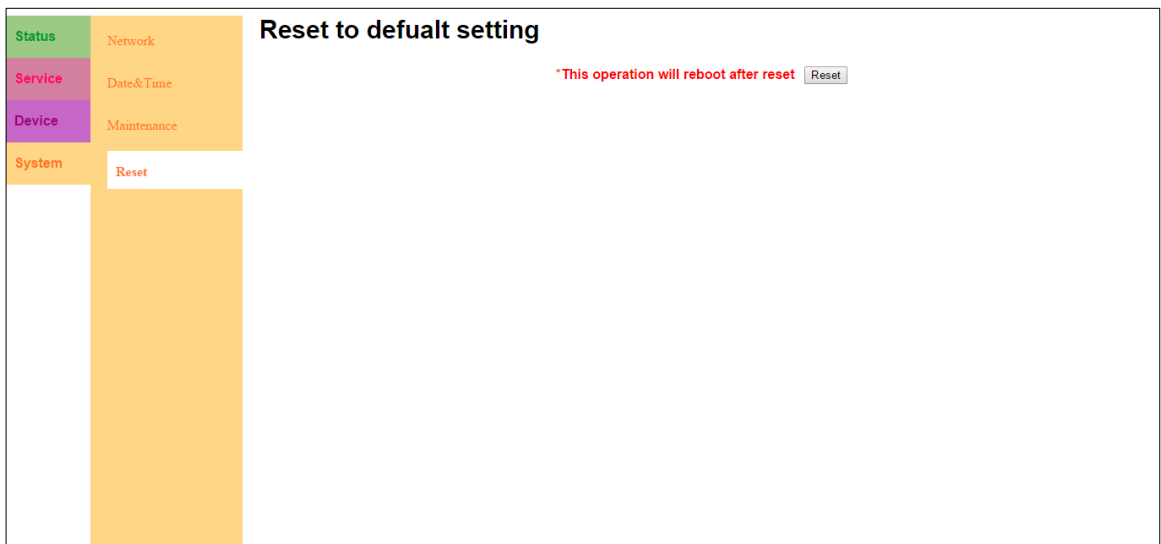 Status
Service
Device
System
Network
Date&Time
Maintenance
Reset
Reset to defualt setting
*This operation will reboot after reset Reset